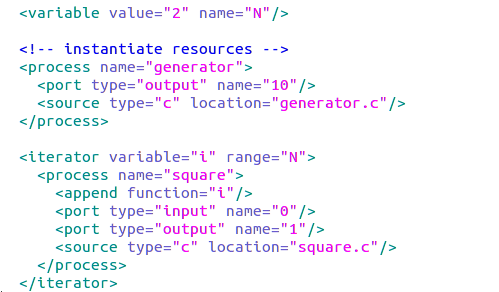 <variable value="2" name="N"/>

<!-- instantiate resources -->
<process name="generator">
  <port type="output" name="10"/>
  <source type="c" location="generator.c"/>
</process>

<iterator variable="i" range="N">
  <process name="square">
    <append function="i"/>
    <port type="input" name="0"/>
    <port type="output" name="1"/>
    <source type="c" location="square.c"/>
  </process>
</iterator>